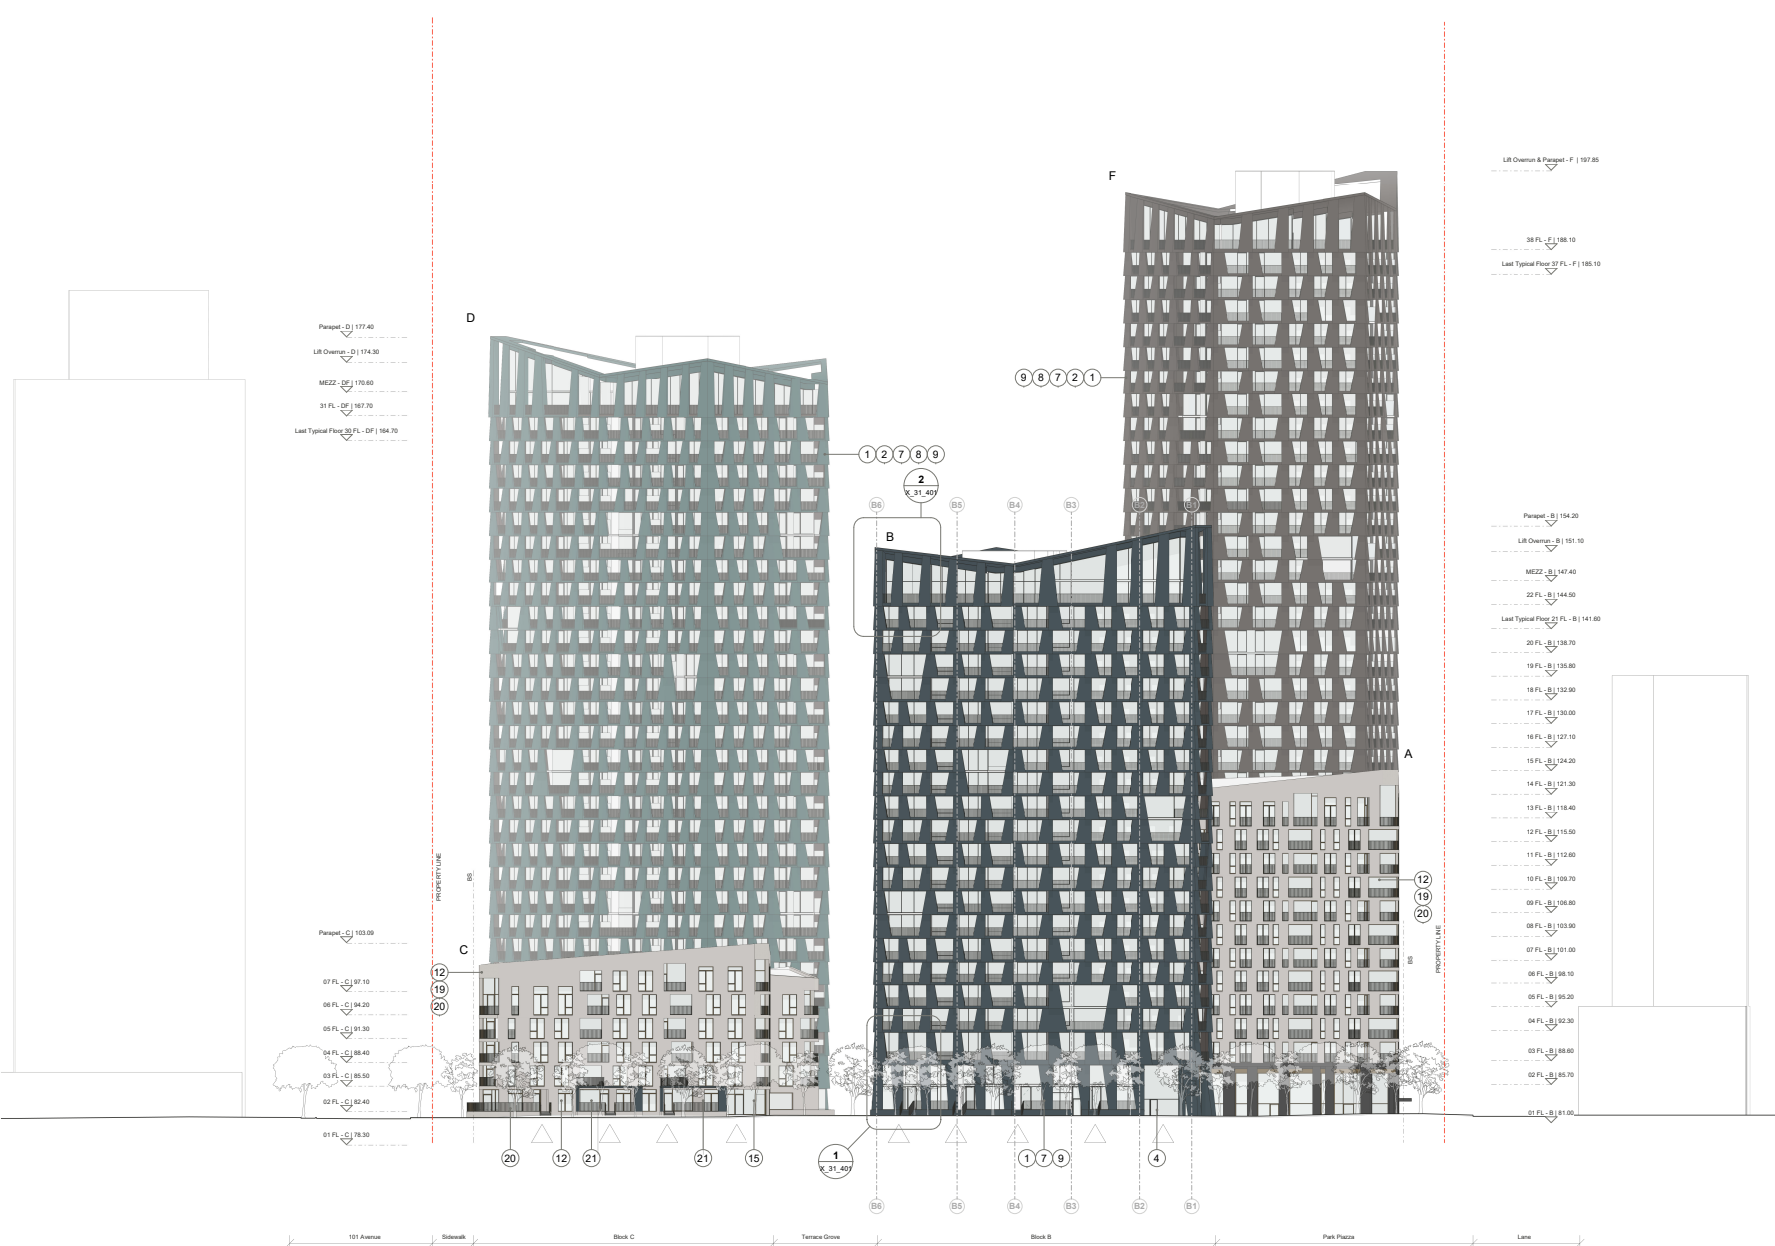 Lift Overrun & Parapet - F | 197.85
F
38 FL - F | 188.10
Last Typical Floor 37 FL - F | 185.10
D
Parapet - D | 177.40
Lift Overrun - D | 174.30
MEZZ - DF | 170.60
31 FL - DF | 167.70
Last Typical Floor 30 FL - DF | 164.70
9 8 7 2 1
1 2 7 8 9
2
X_31_401
B6 B5 B4 B3 B2 B1
B
Parapet - B | 154.20
Lift Overrun - B | 151.10
MEZZ - B | 147.40
22 FL - B | 144.50
Last Typical Floor 21 FL - B | 141.60
20 FL - B | 138.70
19 FL - B | 135.80
18 FL - B | 132.90
17 FL - B | 130.00
16 FL - B | 127.10
15 FL - B | 124.20
14 FL - B | 121.30
13 FL - B | 118.40
12 FL - B | 115.50
11 FL - B | 112.60
10 FL - B | 109.70
09 FL - B | 106.80
08 FL - B | 103.90
07 FL - B | 101.00
06 FL - B | 98.10
05 FL - B | 95.20
04 FL - B | 92.30
03 FL - B | 88.60
02 FL - B | 85.70
01 FL - B | 81.00
A
12
19
20
PROPERTY LINE
BS
PROPERTY LINE
BS
Parapet - C | 103.09
C
12
19
20
07 FL - C | 97.10
06 FL - C | 94.20
05 FL - C | 91.30
04 FL - C | 88.40
03 FL - C | 85.50
02 FL - C | 82.40
01 FL - C | 78.30
20 12 21 21 15
1
X_31_401
1 7 9
4
B6 B5 B4 B3 B2 B1
101 Avenue Sidewalk Block C Terrace Grove Block B Park Piazza Lane